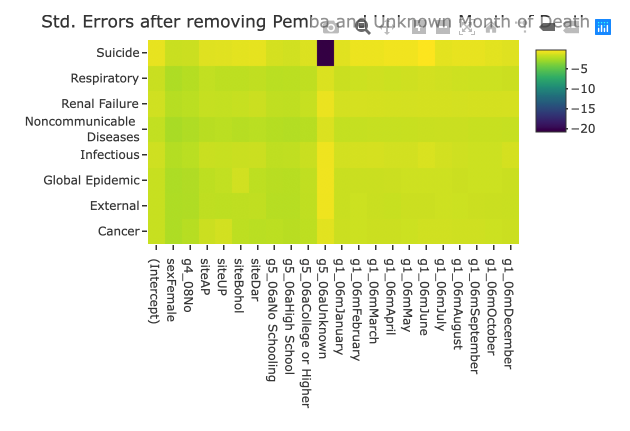 Std. Errors after removing Pemba and Unknown Month of Death
Suicide
Respiratory
Renal Failure
Noncommunicable
Diseases
Infectious
Global Epidemic
External
Cancer
−5
−10
−15
−20
(Intercept)
sexFemale
g4_08No
siteAP
siteUP
siteBohol
siteDar
g5_06aNo Schooling
g5_06aHigh School
g5_06aCollege or Higher
g5_06aUnknown
g1_06mJanuary
g1_06mFebruary
g1_06mMarch
g1_06mApril
g1_06mMay
g1_06mJune
g1_06mJuly
g1_06mAugust
g1_06mSeptember
g1_06mOctober
g1_06mDecember